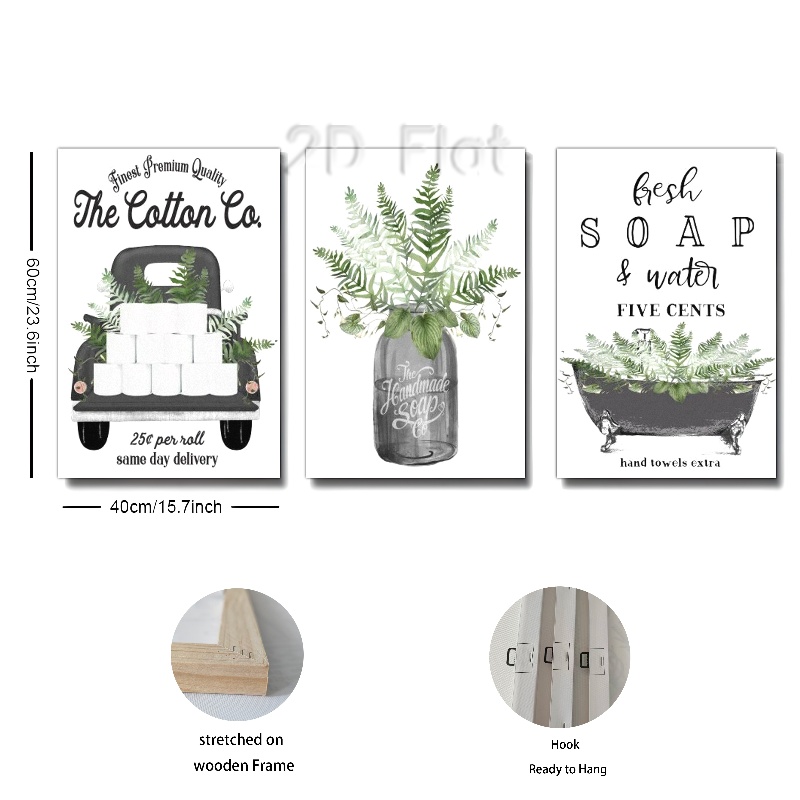 2D Flat
Finest Premium Quality
The Cotton Co.
25¢ per roll
same day delivery
The
Handmade
Soap
Co
fresh
SOAP
& water
FIVE CENTS
hand towels extra
60cm/23.6inch
40cm/15.7inch
stretched on
wooden Frame
Hook
Ready to Hang